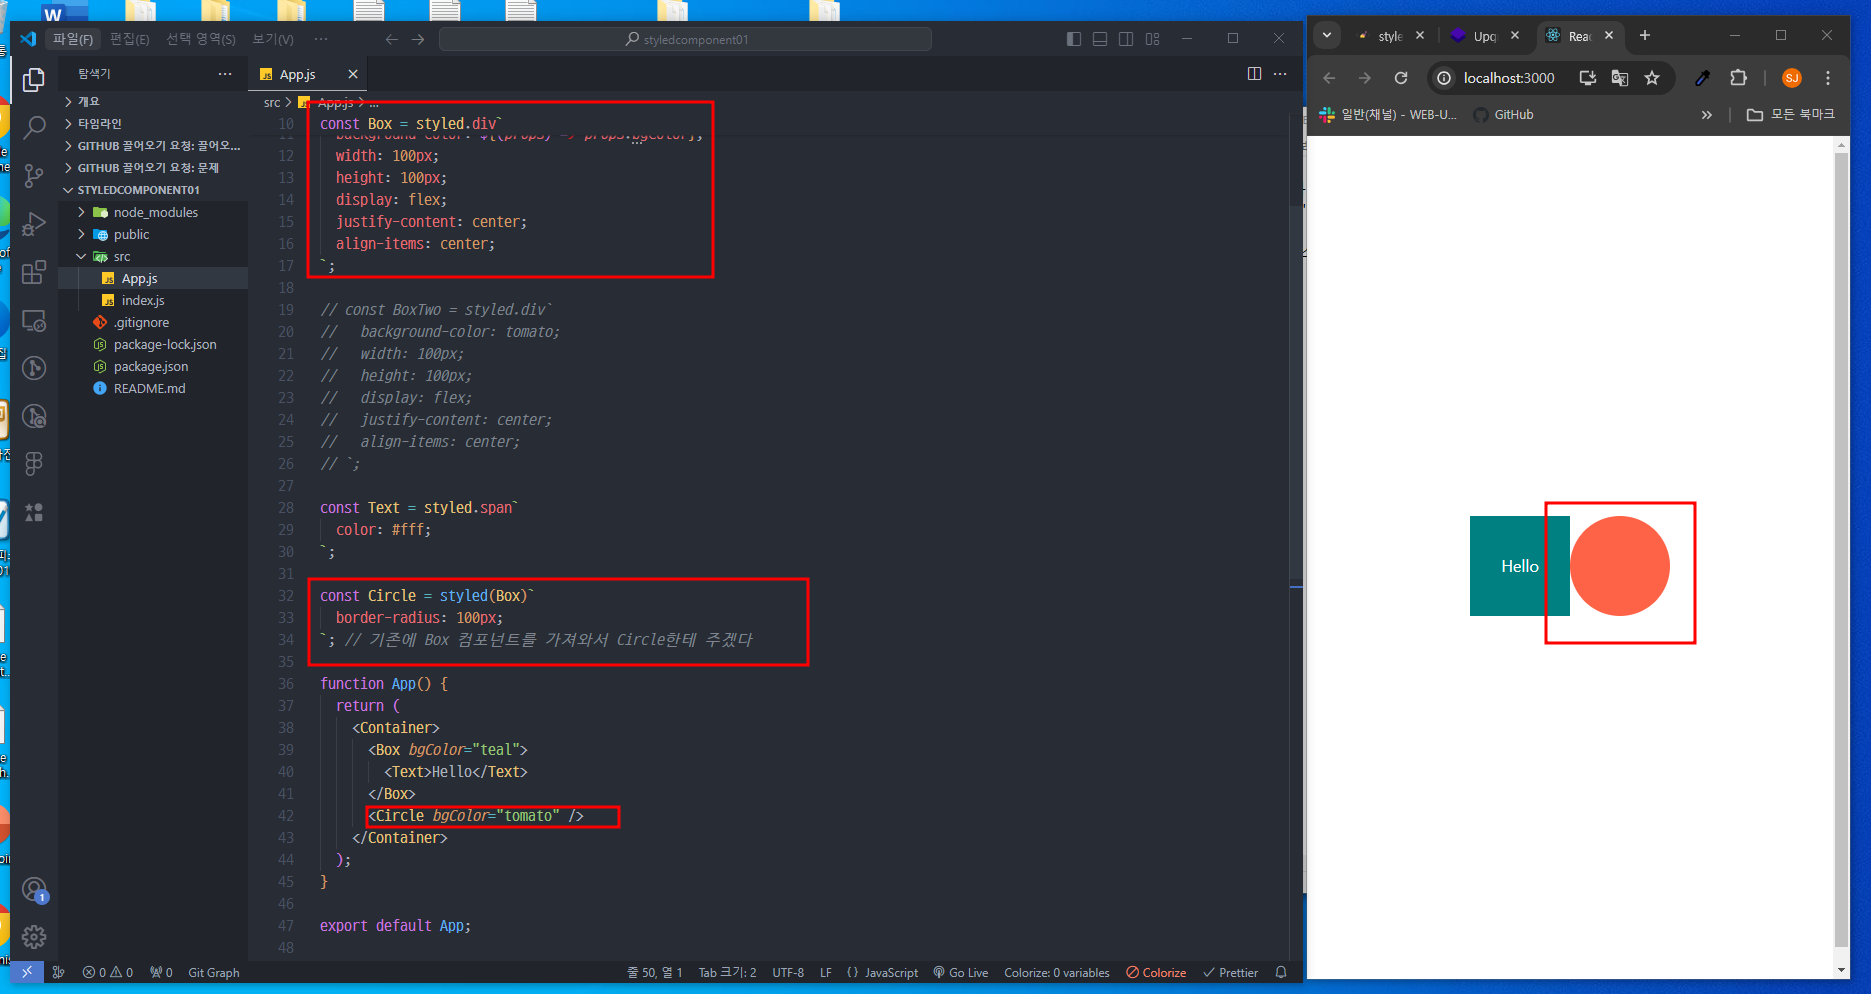 파일(F) 편집(E) 선택 영역(S) 보기(V) ··· styledcomponent01
탐색기 ···
개요
타임라인
GITHUB 끌어오기 요청: 끌어오...
GITHUB 끌어오기 요청: 문제
STYLEDCOMPONENT01
node_modules
public
src
App.js
index.js
.gitignore
package-lock.json
package.json
README.md
App.js
src > App.js > ...
10 const Box = styled.div`
11 background-color: ${(props) => props.bgColor};
12 width: 100px;
13 height: 100px;
14 display: flex;
15 justify-content: center;
16 align-items: center;
17 `;
18
19 // const BoxTwo = styled.div`
20 //   background-color: tomato;
21 //   width: 100px;
22 //   height: 100px;
23 //   display: flex;
24 //   justify-content: center;
25 //   align-items: center;
26 // `;
27
28 const Text = styled.span`
29 color: #fff;
30 `;
31
32 const Circle = styled(Box)`
33 border-radius: 100px;
34 `; // 기존에 Box 컴포넌트를 가져와서 Circle한테 주겠다
35
36 function App() {
37 return (
38 <Container>
39 <Box bgColor="teal">
40 <Text>Hello</Text>
41 </Box>
42 <Circle bgColor="tomato" />
43 </Container>
44 );
45 }
46
47 export default App;
48
1
0 0 0 Git Graph 줄 50, 열 1 Tab 크기: 2 UTF-8 LF {} JavaScript Go Live Colorize: 0 variables Colorize Prettier
style Upg Reac
localhost:3000 SJ
일반(채널) - WEB-U... GitHub » 모든 북마크
Hello